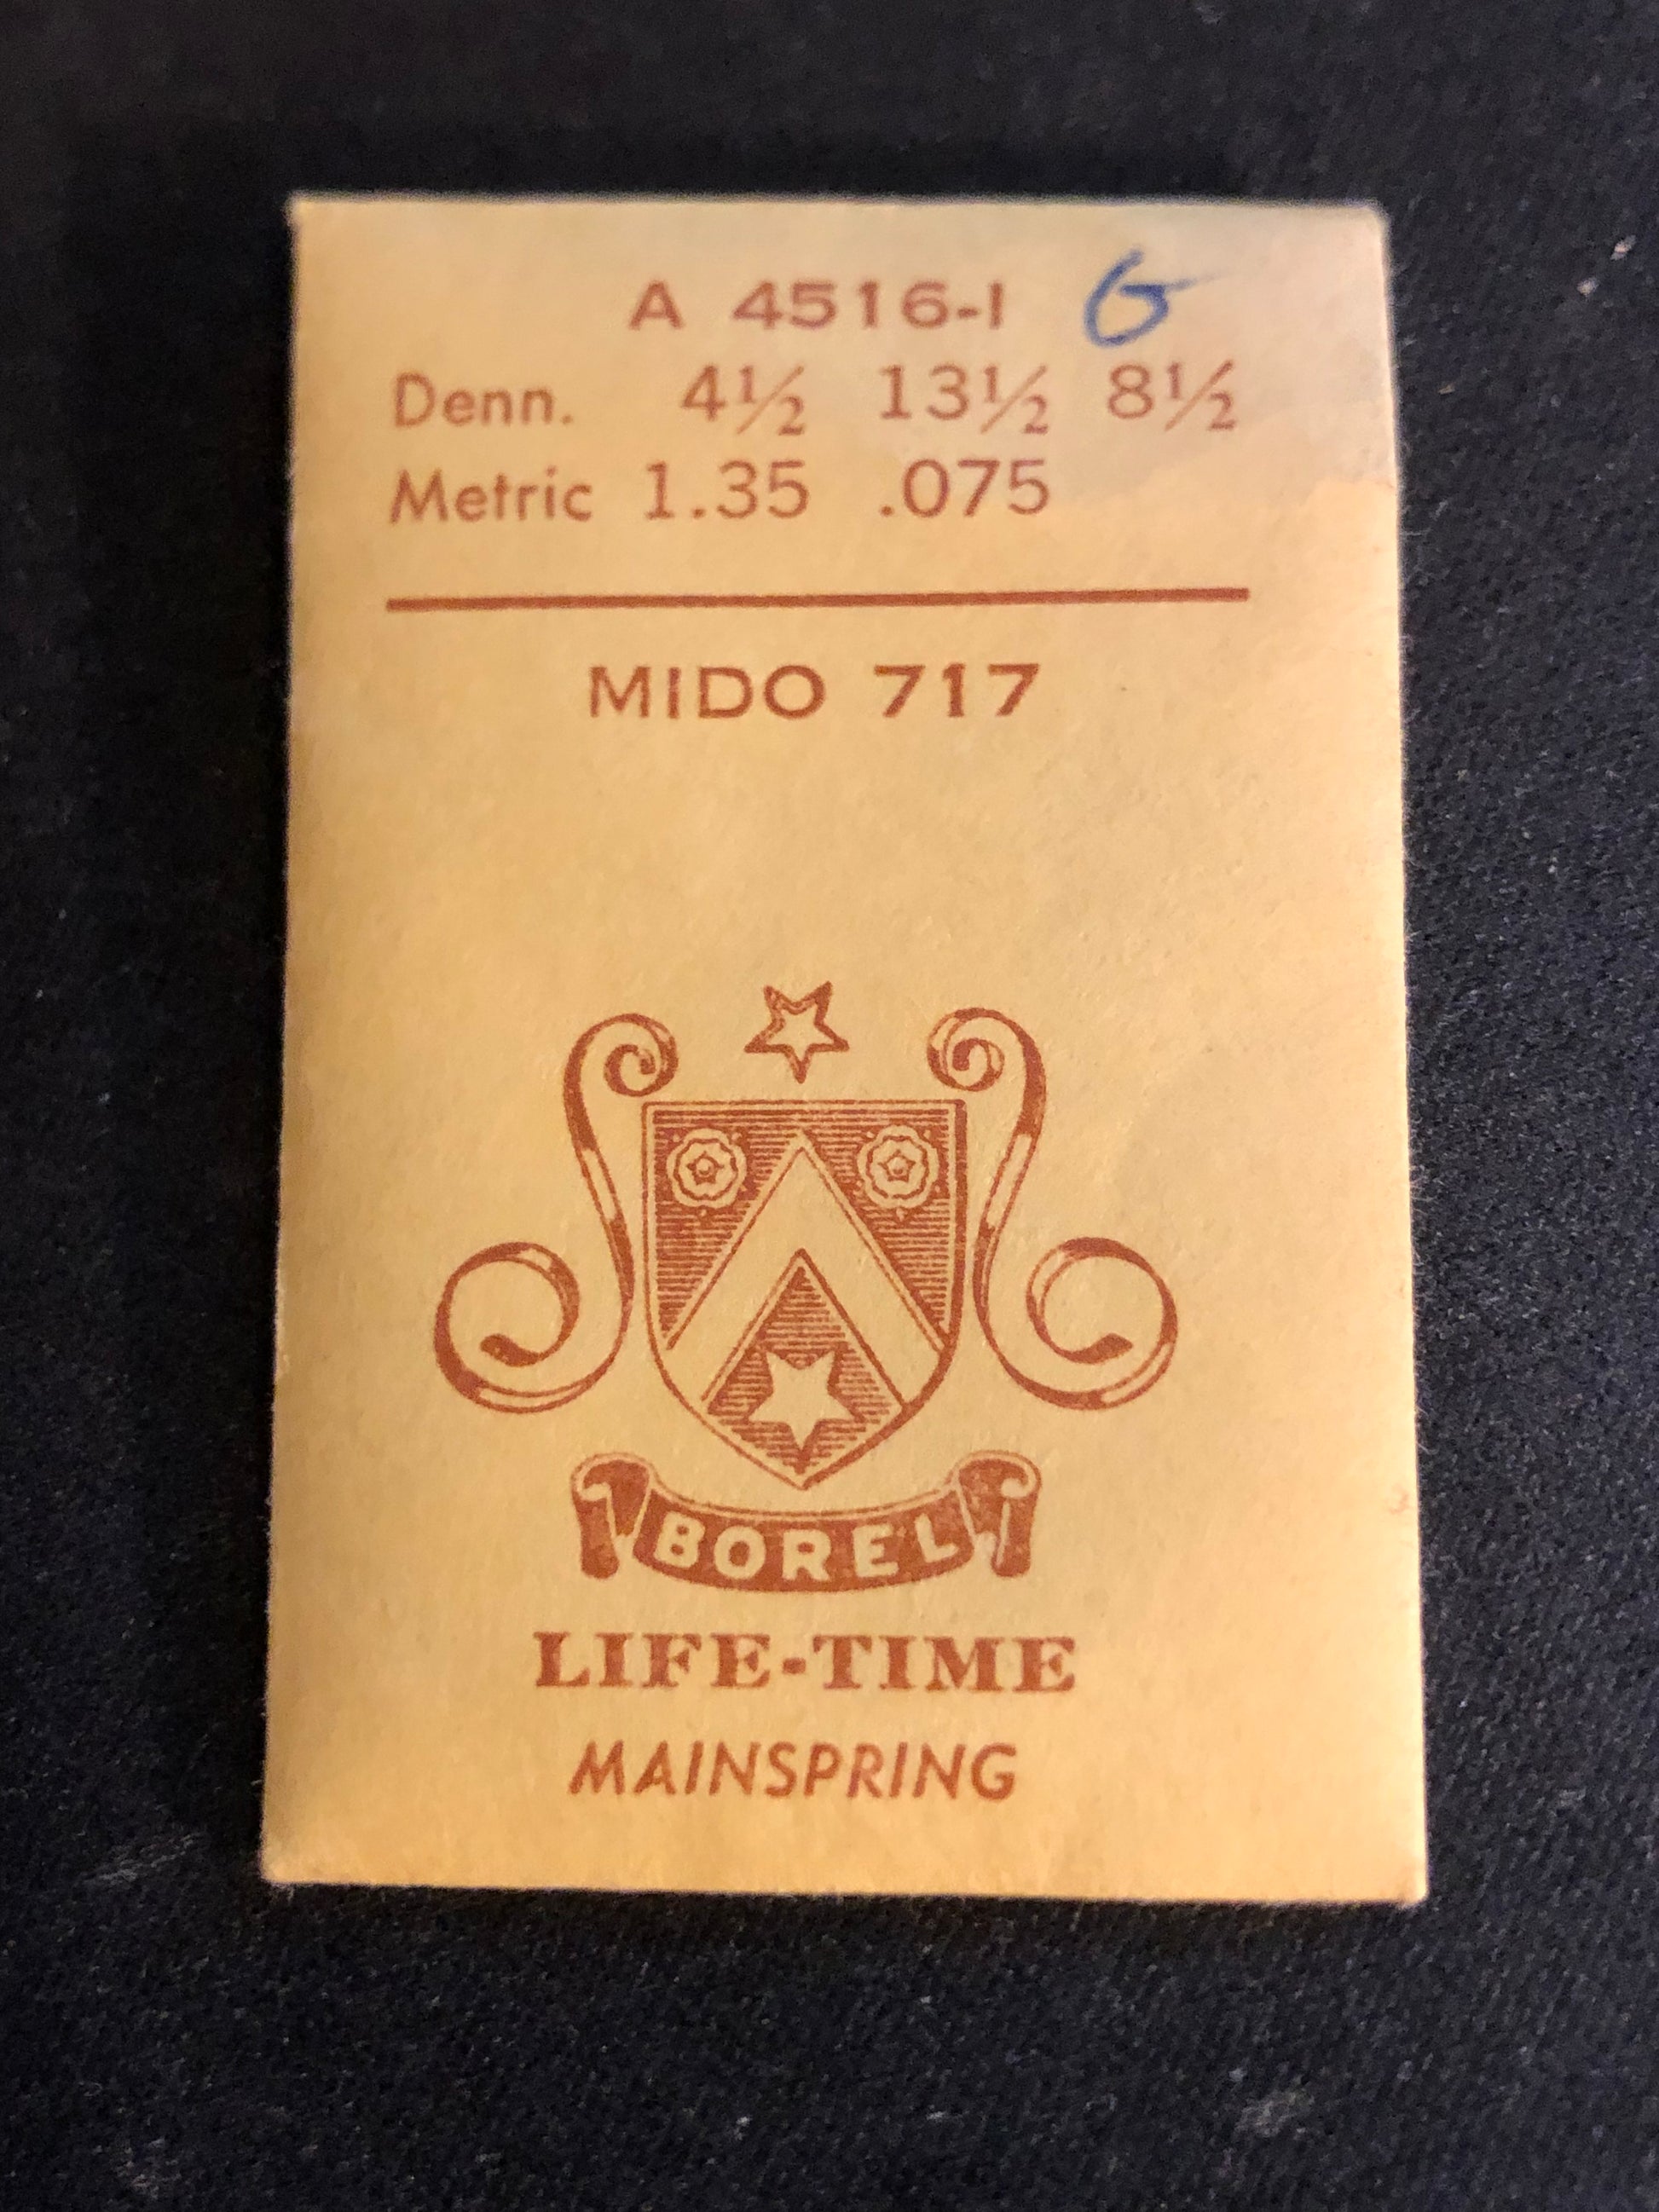 A 4516-1 G
Denn. 4½ 13½ 8½
Metric 1.35 .075
MIDO 717
BOREL
LIFE-TIME
MAINSPRING